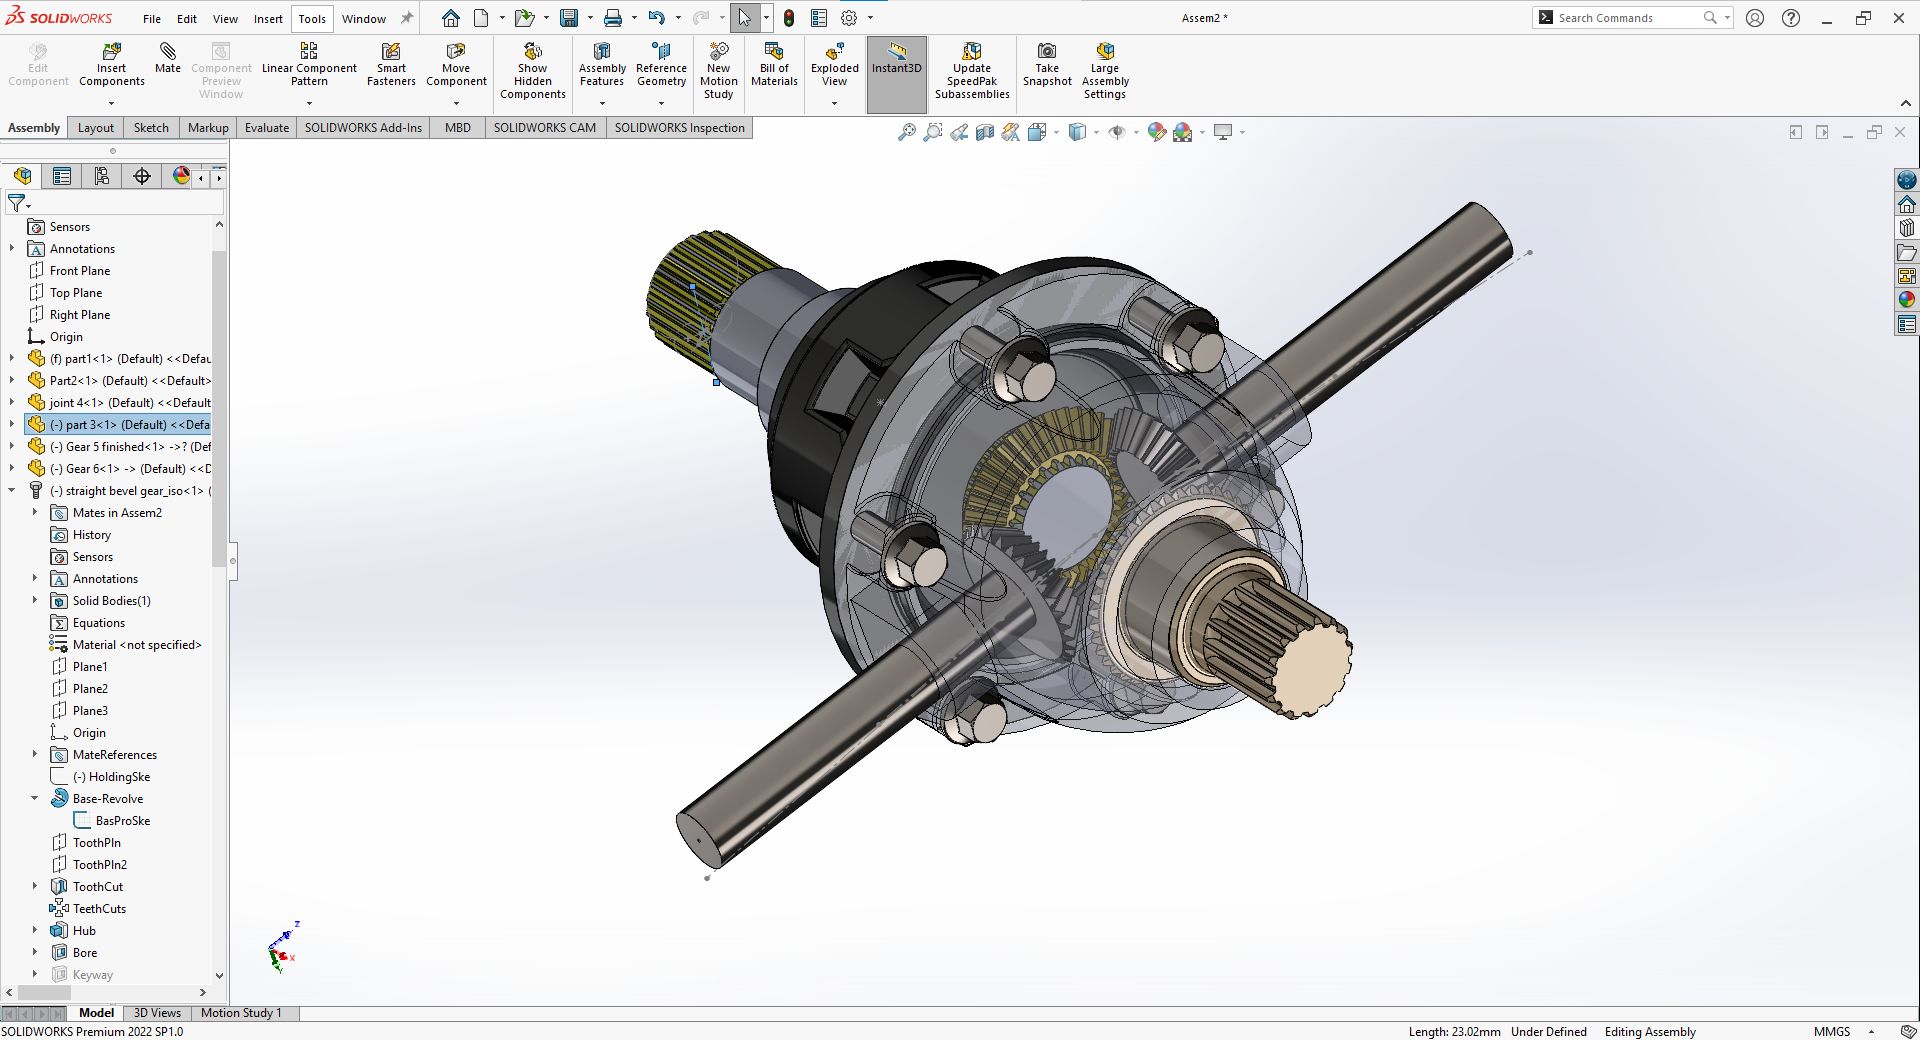 SOLIDWORKS File Edit View Insert Tools Window Assem2 * Search Commands
Edit Component
Insert Components
Mate
Component Preview Window
Linear Component Pattern
Smart Fasteners
Move Component
Show Hidden Components
Assembly Features
Reference Geometry
New Motion Study
Bill of Materials
Exploded View
Instant3D
Update SpeedPak Subassemblies
Take Snapshot
Large Assembly Settings
Assembly Layout Sketch Markup Evaluate SOLIDWORKS Add-Ins MBD SOLIDWORKS CAM SOLIDWORKS Inspection
Sensors
Annotations
Front Plane
Top Plane
Right Plane
Origin
(f) part1<1> (Default) <<Defau
Part2<1> (Default) <<Default>
joint 4<1> (Default) <<Default
(-) part 3<1> (Default) <<Defa
(-) Gear 5 finished<1> ->? (Def
(-) Gear 6<1> -> (Default) <<D
(-) straight bevel gear_iso<1> (
Mates in Assem2
History
Sensors
Annotations
Solid Bodies(1)
Equations
Material <not specified>
Plane1
Plane2
Plane3
Origin
MateReferences
(-) HoldingSke
Base-Revolve
BasProSke
ToothPln
ToothPln2
ToothCut
TeethCuts
Hub
Bore
Keyway
Z
X
Y
Model 3D Views Motion Study 1
SOLIDWORKS Premium 2022 SP1.0 Length: 23.02mm Under Defined Editing Assembly MMGS